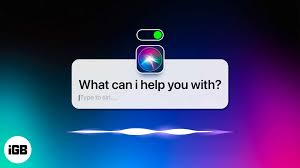 What can i help you with?
Type to siri....
iGB